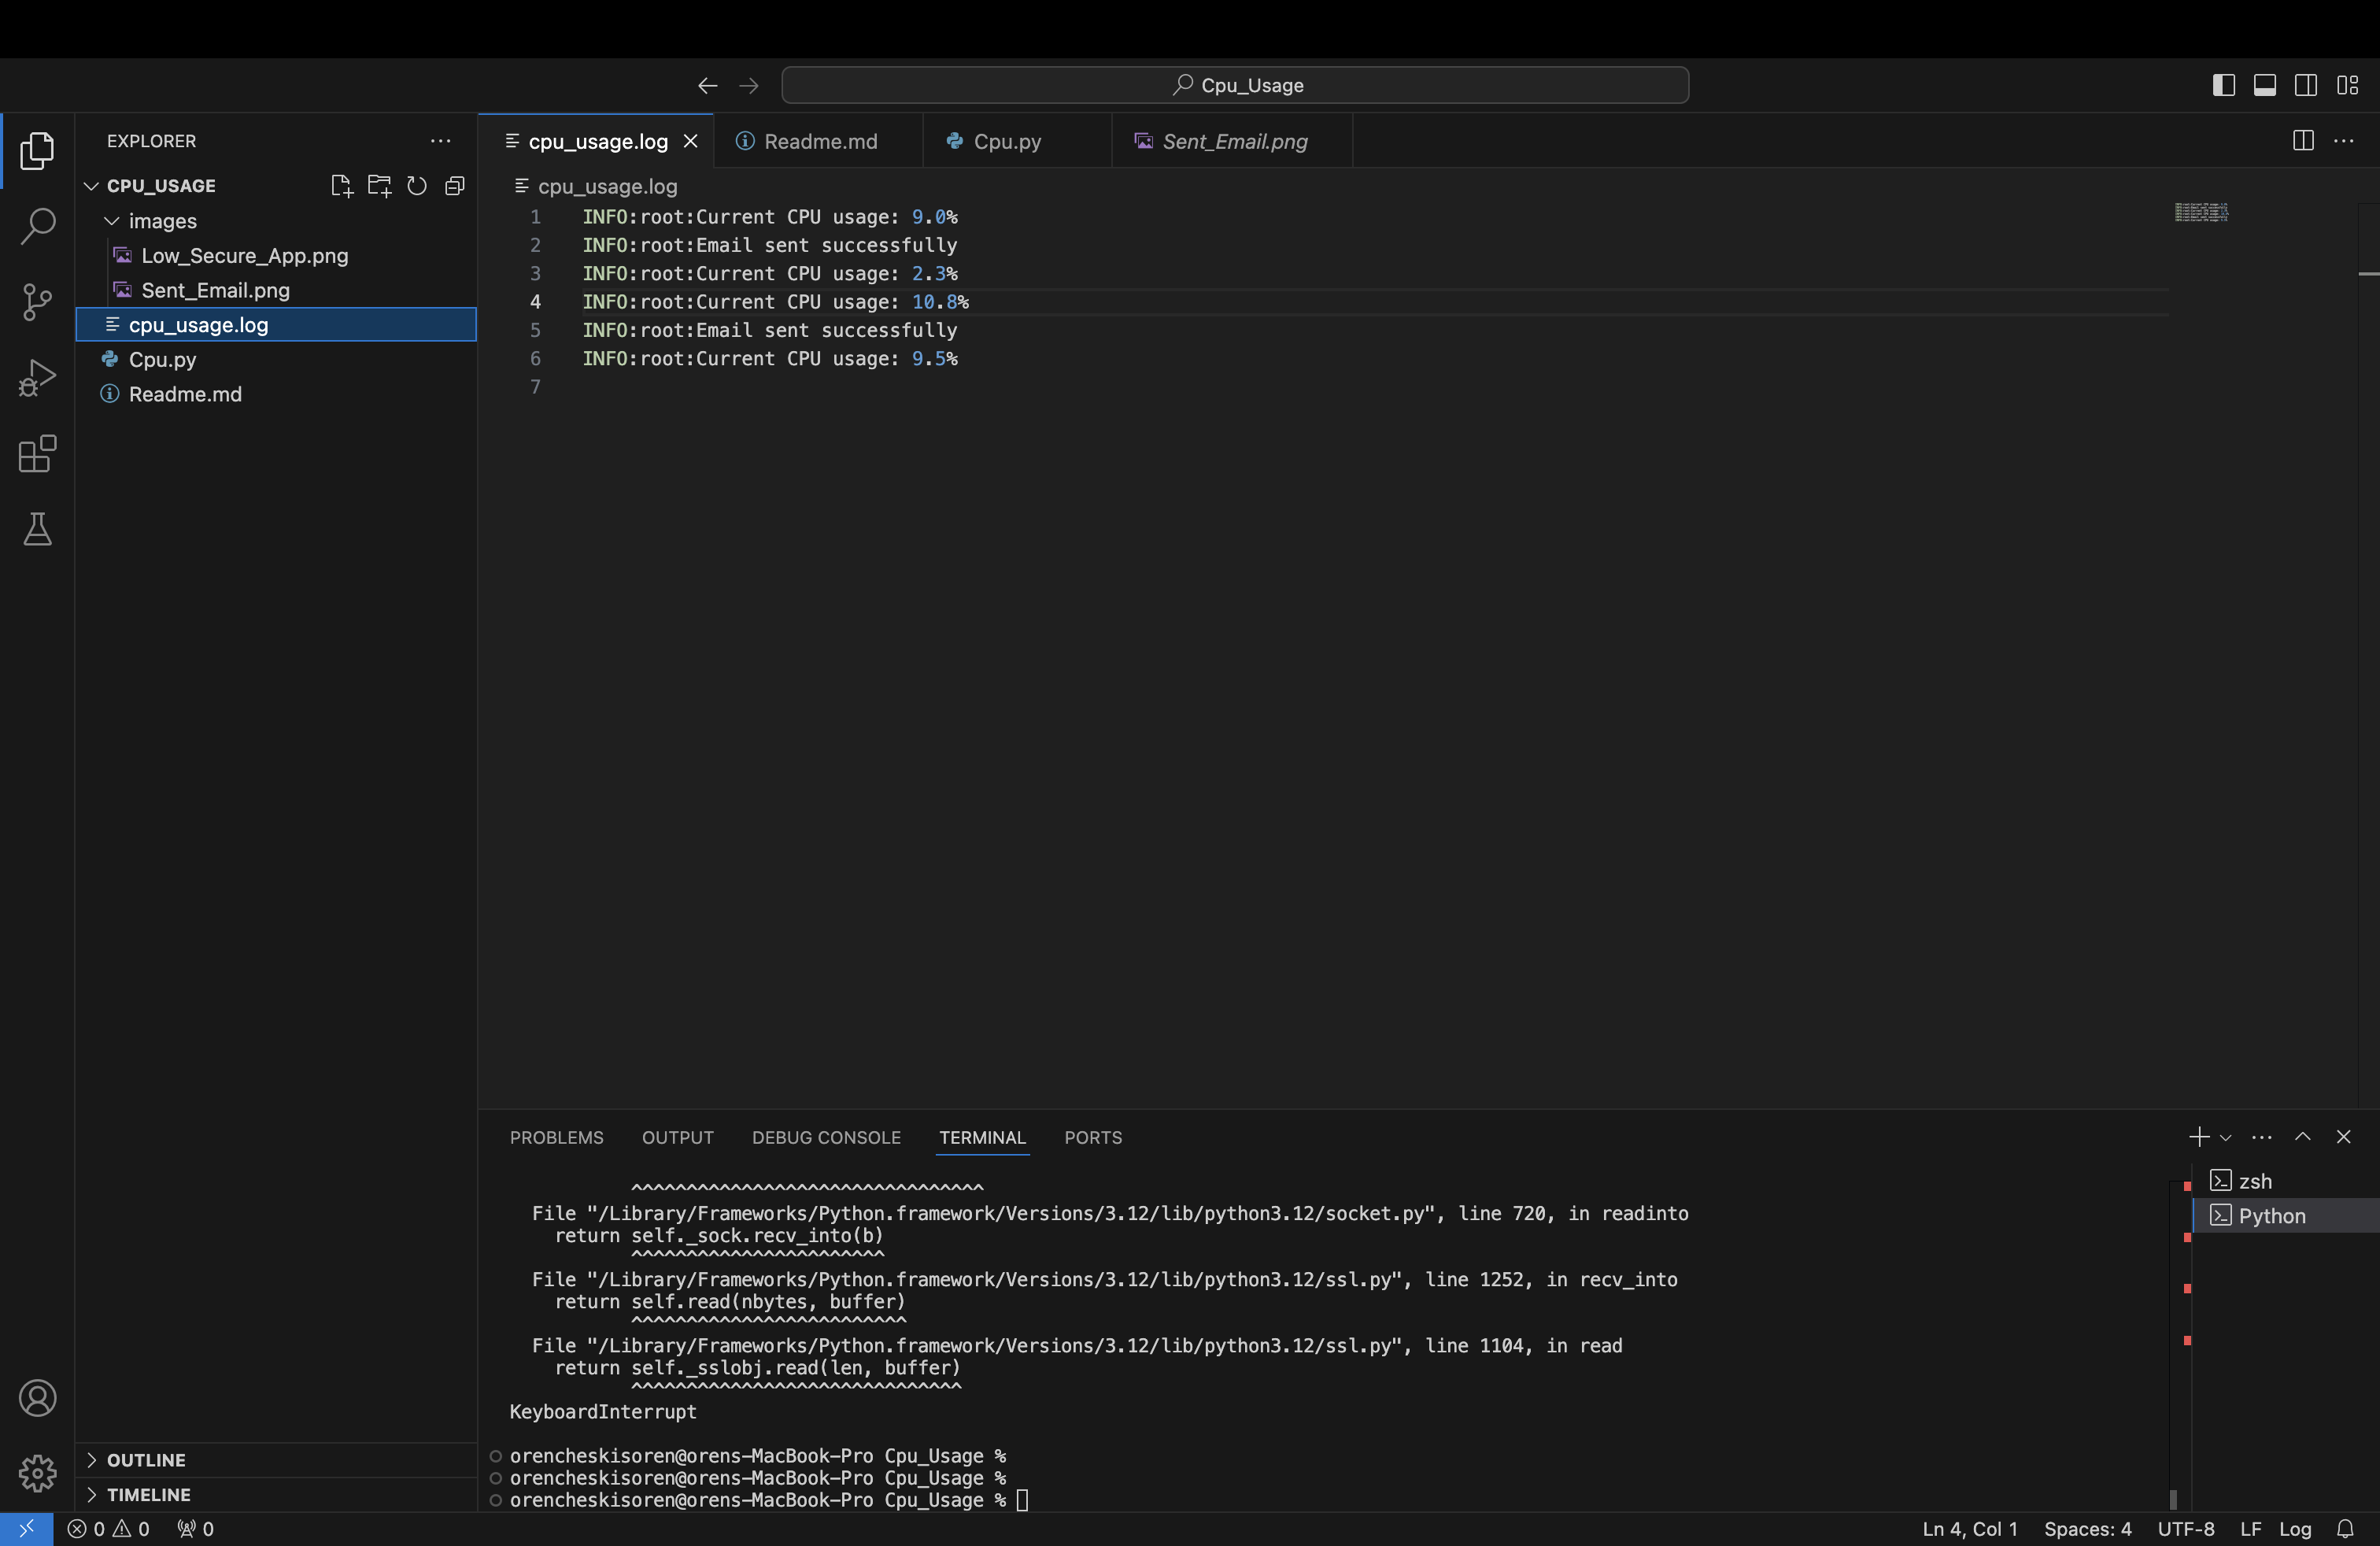 Cpu_Usage
EXPLORER
CPU_USAGE
images
Low_Secure_App.png
Sent_Email.png
cpu_usage.log
Cpu.py
Readme.md
OUTLINE
TIMELINE
cpu_usage.log
Readme.md
Cpu.py
Sent_Email.png
cpu_usage.log
1 INFO:root:Current CPU usage: 9.0%
2 INFO:root:Email sent successfully
3 INFO:root:Current CPU usage: 2.3%
4 INFO:root:Current CPU usage: 10.8%
5 INFO:root:Email sent successfully
6 INFO:root:Current CPU usage: 9.5%
7
PROBLEMS OUTPUT DEBUG CONSOLE TERMINAL PORTS
^^^^^^^^^^^^^^^^^^^^^^^^^^^^^^^^
File "/Library/Frameworks/Python.framework/Versions/3.12/lib/python3.12/socket.py", line 720, in readinto
return self._sock.recv_into(b)
^^^^^^^^^^^^^^^^^^^^^^^
File "/Library/Frameworks/Python.framework/Versions/3.12/lib/python3.12/ssl.py", line 1252, in recv_into
return self.read(nbytes, buffer)
^^^^^^^^^^^^^^^^^^^^^^^^^
File "/Library/Frameworks/Python.framework/Versions/3.12/lib/python3.12/ssl.py", line 1104, in read
return self._sslobj.read(len, buffer)
^^^^^^^^^^^^^^^^^^^^^^^^^^^^^^
KeyboardInterrupt
orencheskisoren@orens-MacBook-Pro Cpu_Usage %
orencheskisoren@orens-MacBook-Pro Cpu_Usage %
orencheskisoren@orens-MacBook-Pro Cpu_Usage %
zsh
Python
0 0 0
Ln 4, Col 1 Spaces: 4 UTF-8 LF Log